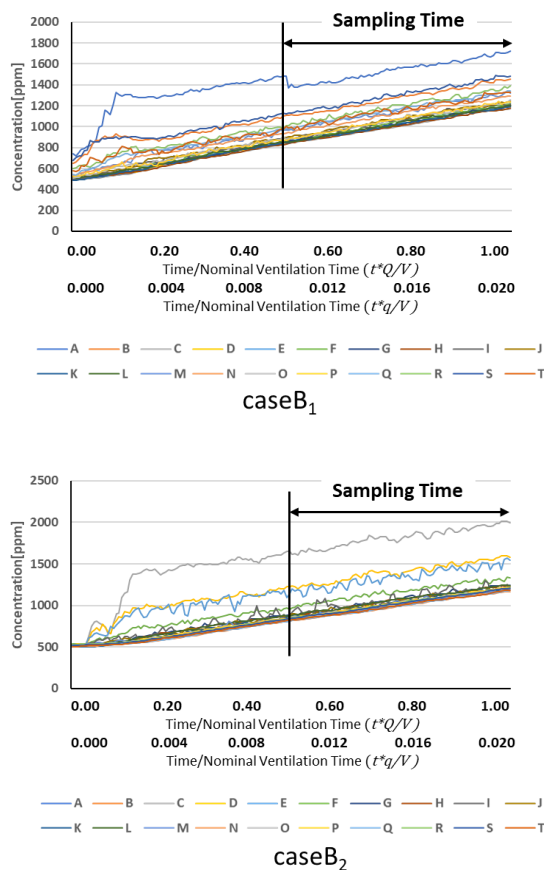 Sampling Time
2000
1800
1600
1400
1200
1000
800
600
400
200
0
Concentration[ppm]
0.00 0.20 0.40 0.60 0.80 1.00
Time/Nominal Ventilation Time (t*Q/V)
0.000 0.004 0.008 0.012 0.016 0.020
Time/Nominal Ventilation Time (t*q/V)
A B C D E F G H I J
K L M N O P Q R S T
caseB₁
Sampling Time
2500
2000
1500
1000
500
0
Concentration[ppm]
0.00 0.20 0.40 0.60 0.80 1.00
Time/Nominal Ventilation Time (t*Q/V)
0.000 0.004 0.008 0.012 0.016 0.020
Time/Nominal Ventilation Time (t*q/V)
A B C D E F G H I J
K L M N O P Q R S T
caseB₂